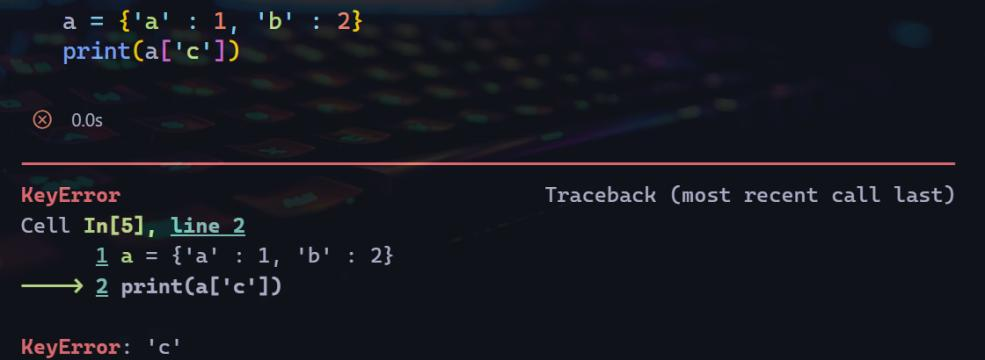 a = {'a' : 1, 'b' : 2}
print(a['c'])
0.0s
KeyError Traceback (most recent call last)
Cell In[5], line 2
1 a = {'a' : 1, 'b' : 2}
⟶ 2 print(a['c'])
KeyError: 'c'